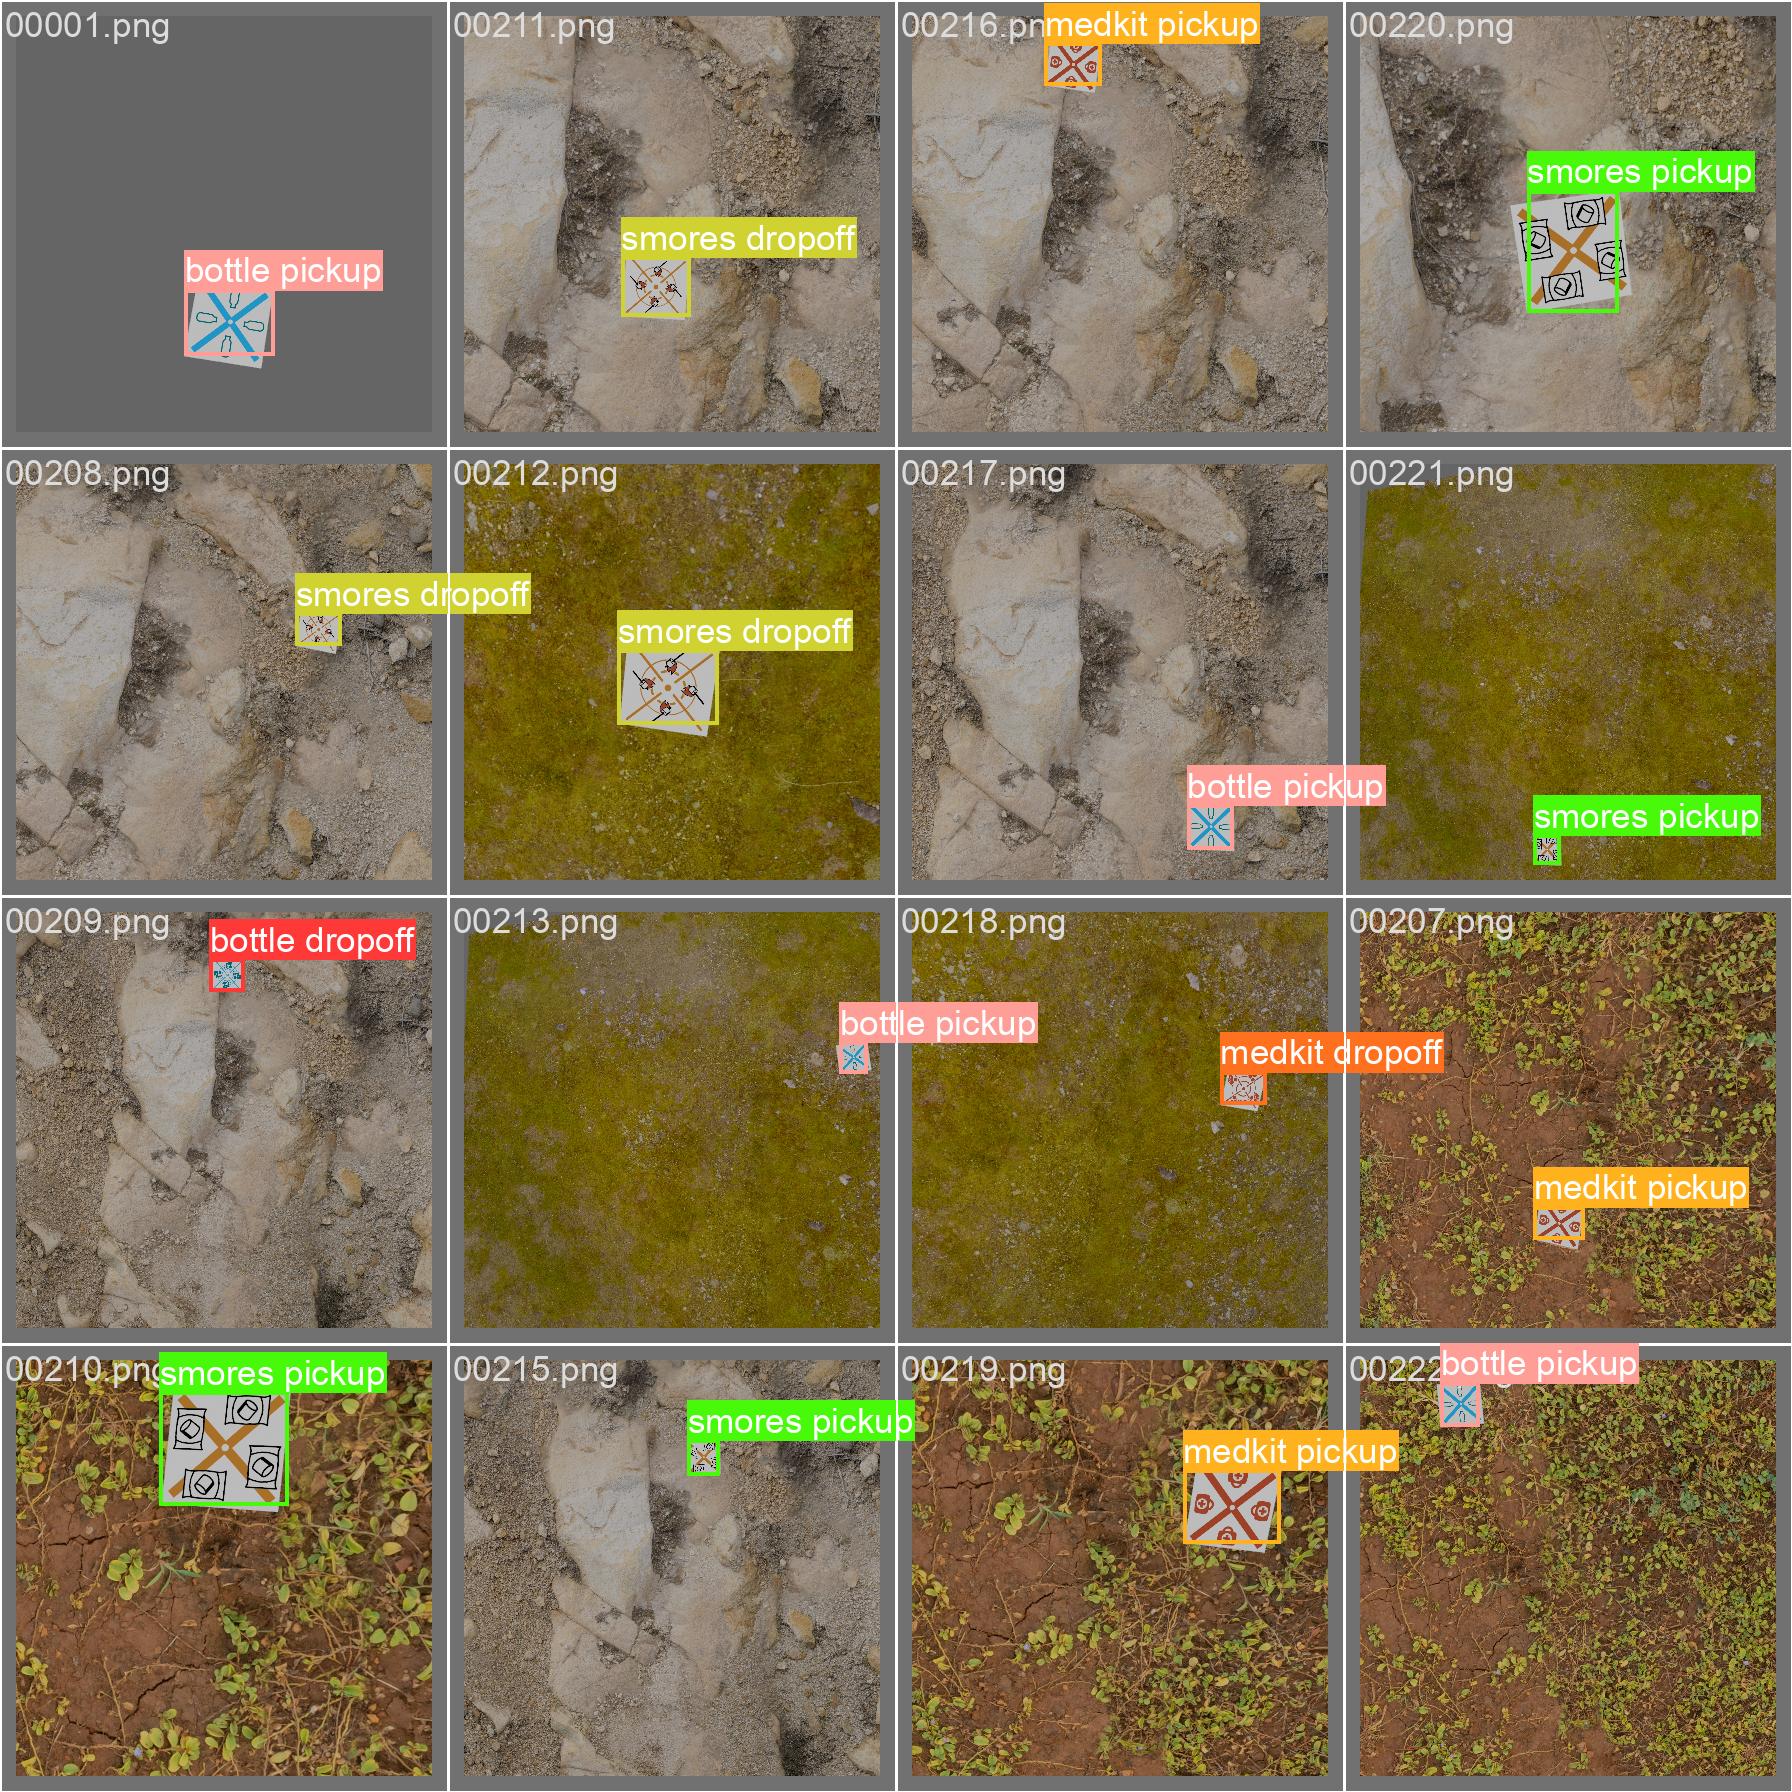 00001.png
bottle pickup
00211.png
smores dropoff
00216.pn
medkit pickup
00220.png
smores pickup
00208.png
smores dropoff
00212.png
smores dropoff
00217.png
bottle pickup
00221.png
smores pickup
00209.png
bottle dropoff
00213.png
bottle pickup
00218.png
medkit dropoff
00207.png
medkit pickup
00210.png
smores pickup
00215.png
smores pickup
00219.png
medkit pickup
00222
bottle pickup